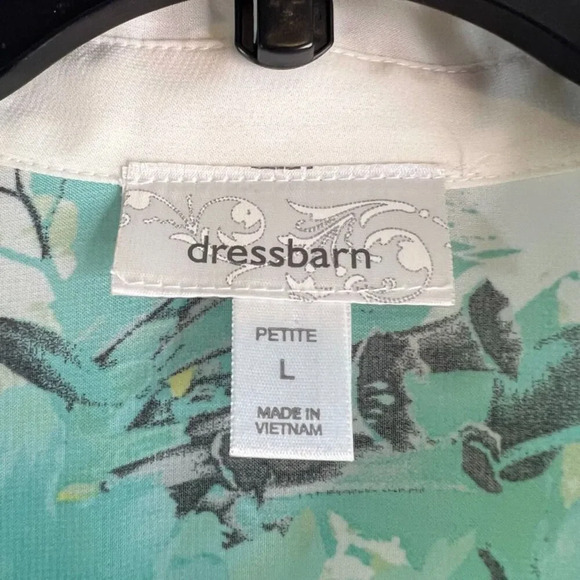 dressbarn
PETITE
L
MADE IN
VIETNAM